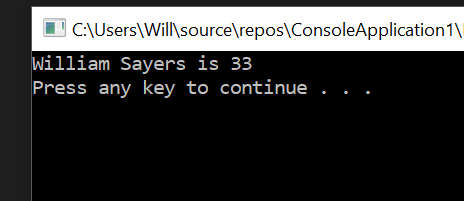 C:\Users\Will\source\repos\ConsoleApplication1\
William Sayers is 33
Press any key to continue . . .